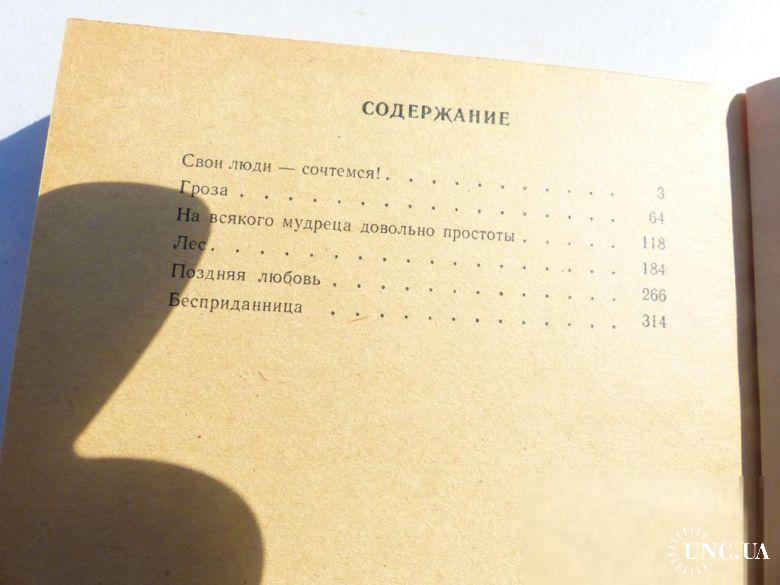 СОДЕРЖАНИЕ
Свои люди — сочтемся! . . . . . . . . . . . . 3
Гроза . . . . . . . . . . . . . . . . . . . 64
На всякого мудреца довольно простоты . . . . . 118
Лес. . . . . . . . . . . . . . . . . . . . 184
Поздняя любовь . . . . . . . . . . . . . . . 266
Бесприданница . . . . . . . . . . . . . . . 314
UNC.UA